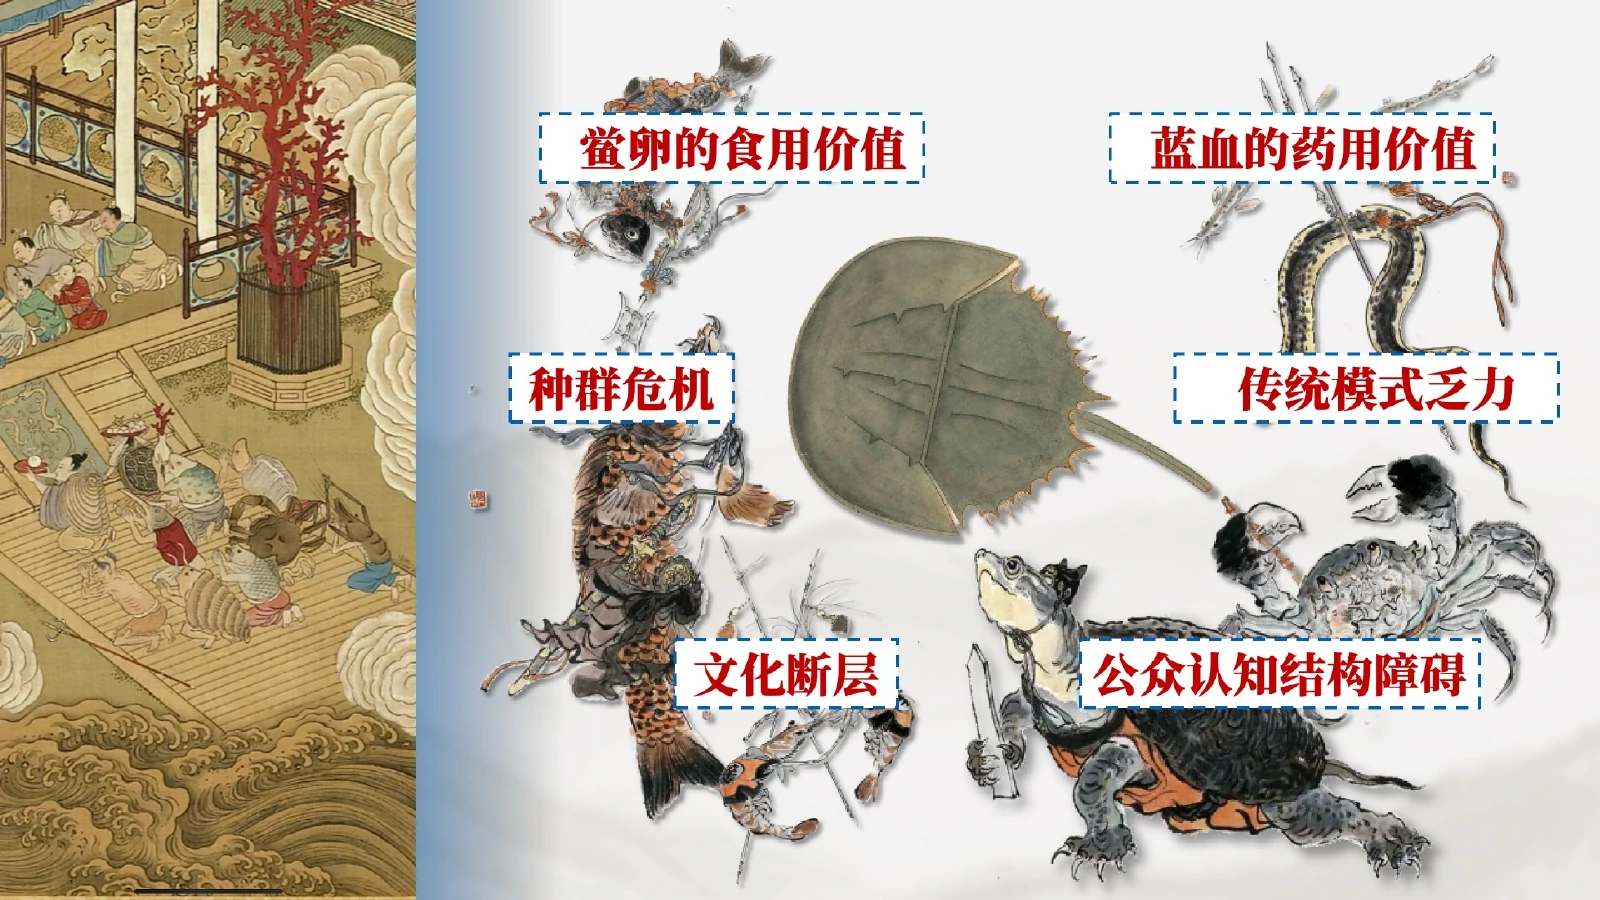 鲎卵的食用价值
蓝血的药用价值
种群危机
传统模式乏力
文化断层
公众认知结构障碍